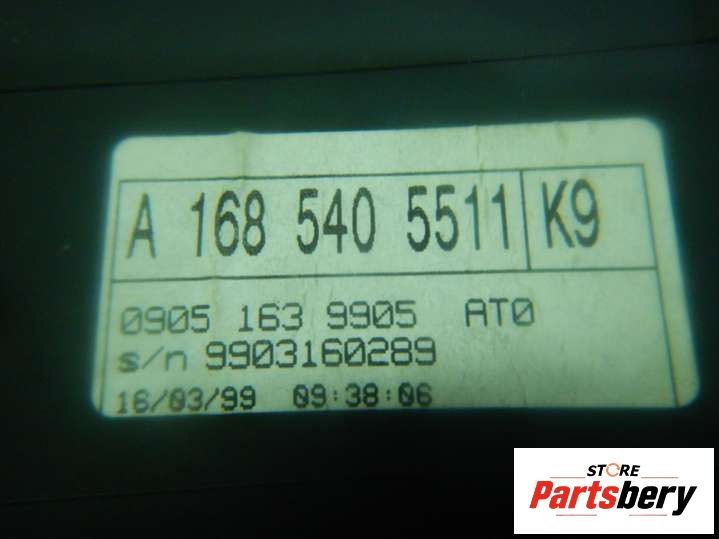 A 168 540 5511 K9
0905 163 9905 AT0
s/n 9903160289
16/03/99 09:38:06
STORE
Partsbery